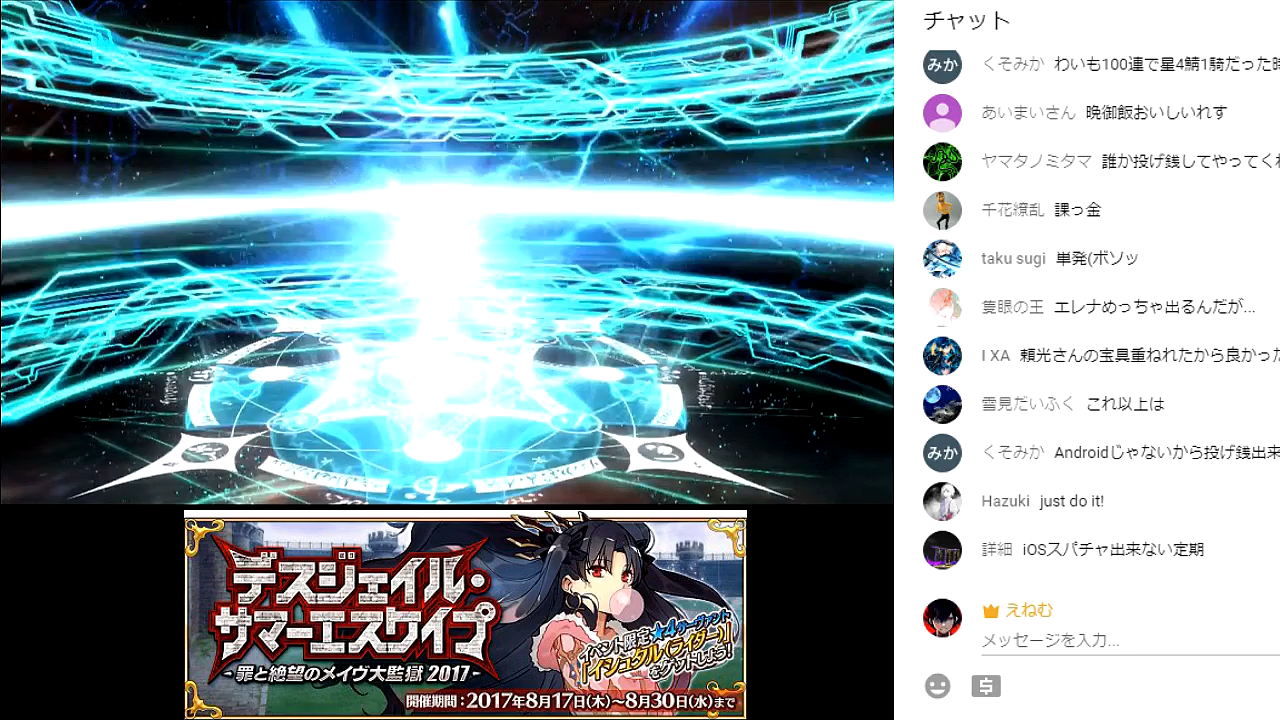 チャット
みか くそみか わいも100連で星4鯖1騎だった時
あいまいさん 晩御飯おいしいれす
ヤマタノミタマ 誰か投げ銭してやってくれ
千花繚乱 課っ金
taku sugi 単発(ボソッ
隻眼の王 エレナめっちゃ出るんだが...
I XA 頼光さんの宝具重ねれたから良かった
雪見だいふく これ以上は
みか くそみか Androidじゃないから投げ銭出来
Hazuki just do it!
詳細 iOSスパチャ出来ない定期
えねむ
メッセージを入力...
デスジェイル・
サマーエスケイプ
-罪と絶望のメイヴ大監獄 2017-
イベント限定★4サーヴァント
「イシュタル(ライダー)」
をゲットしよう!
開催期間:2017年8月17日(木)～8月30日(水)まで